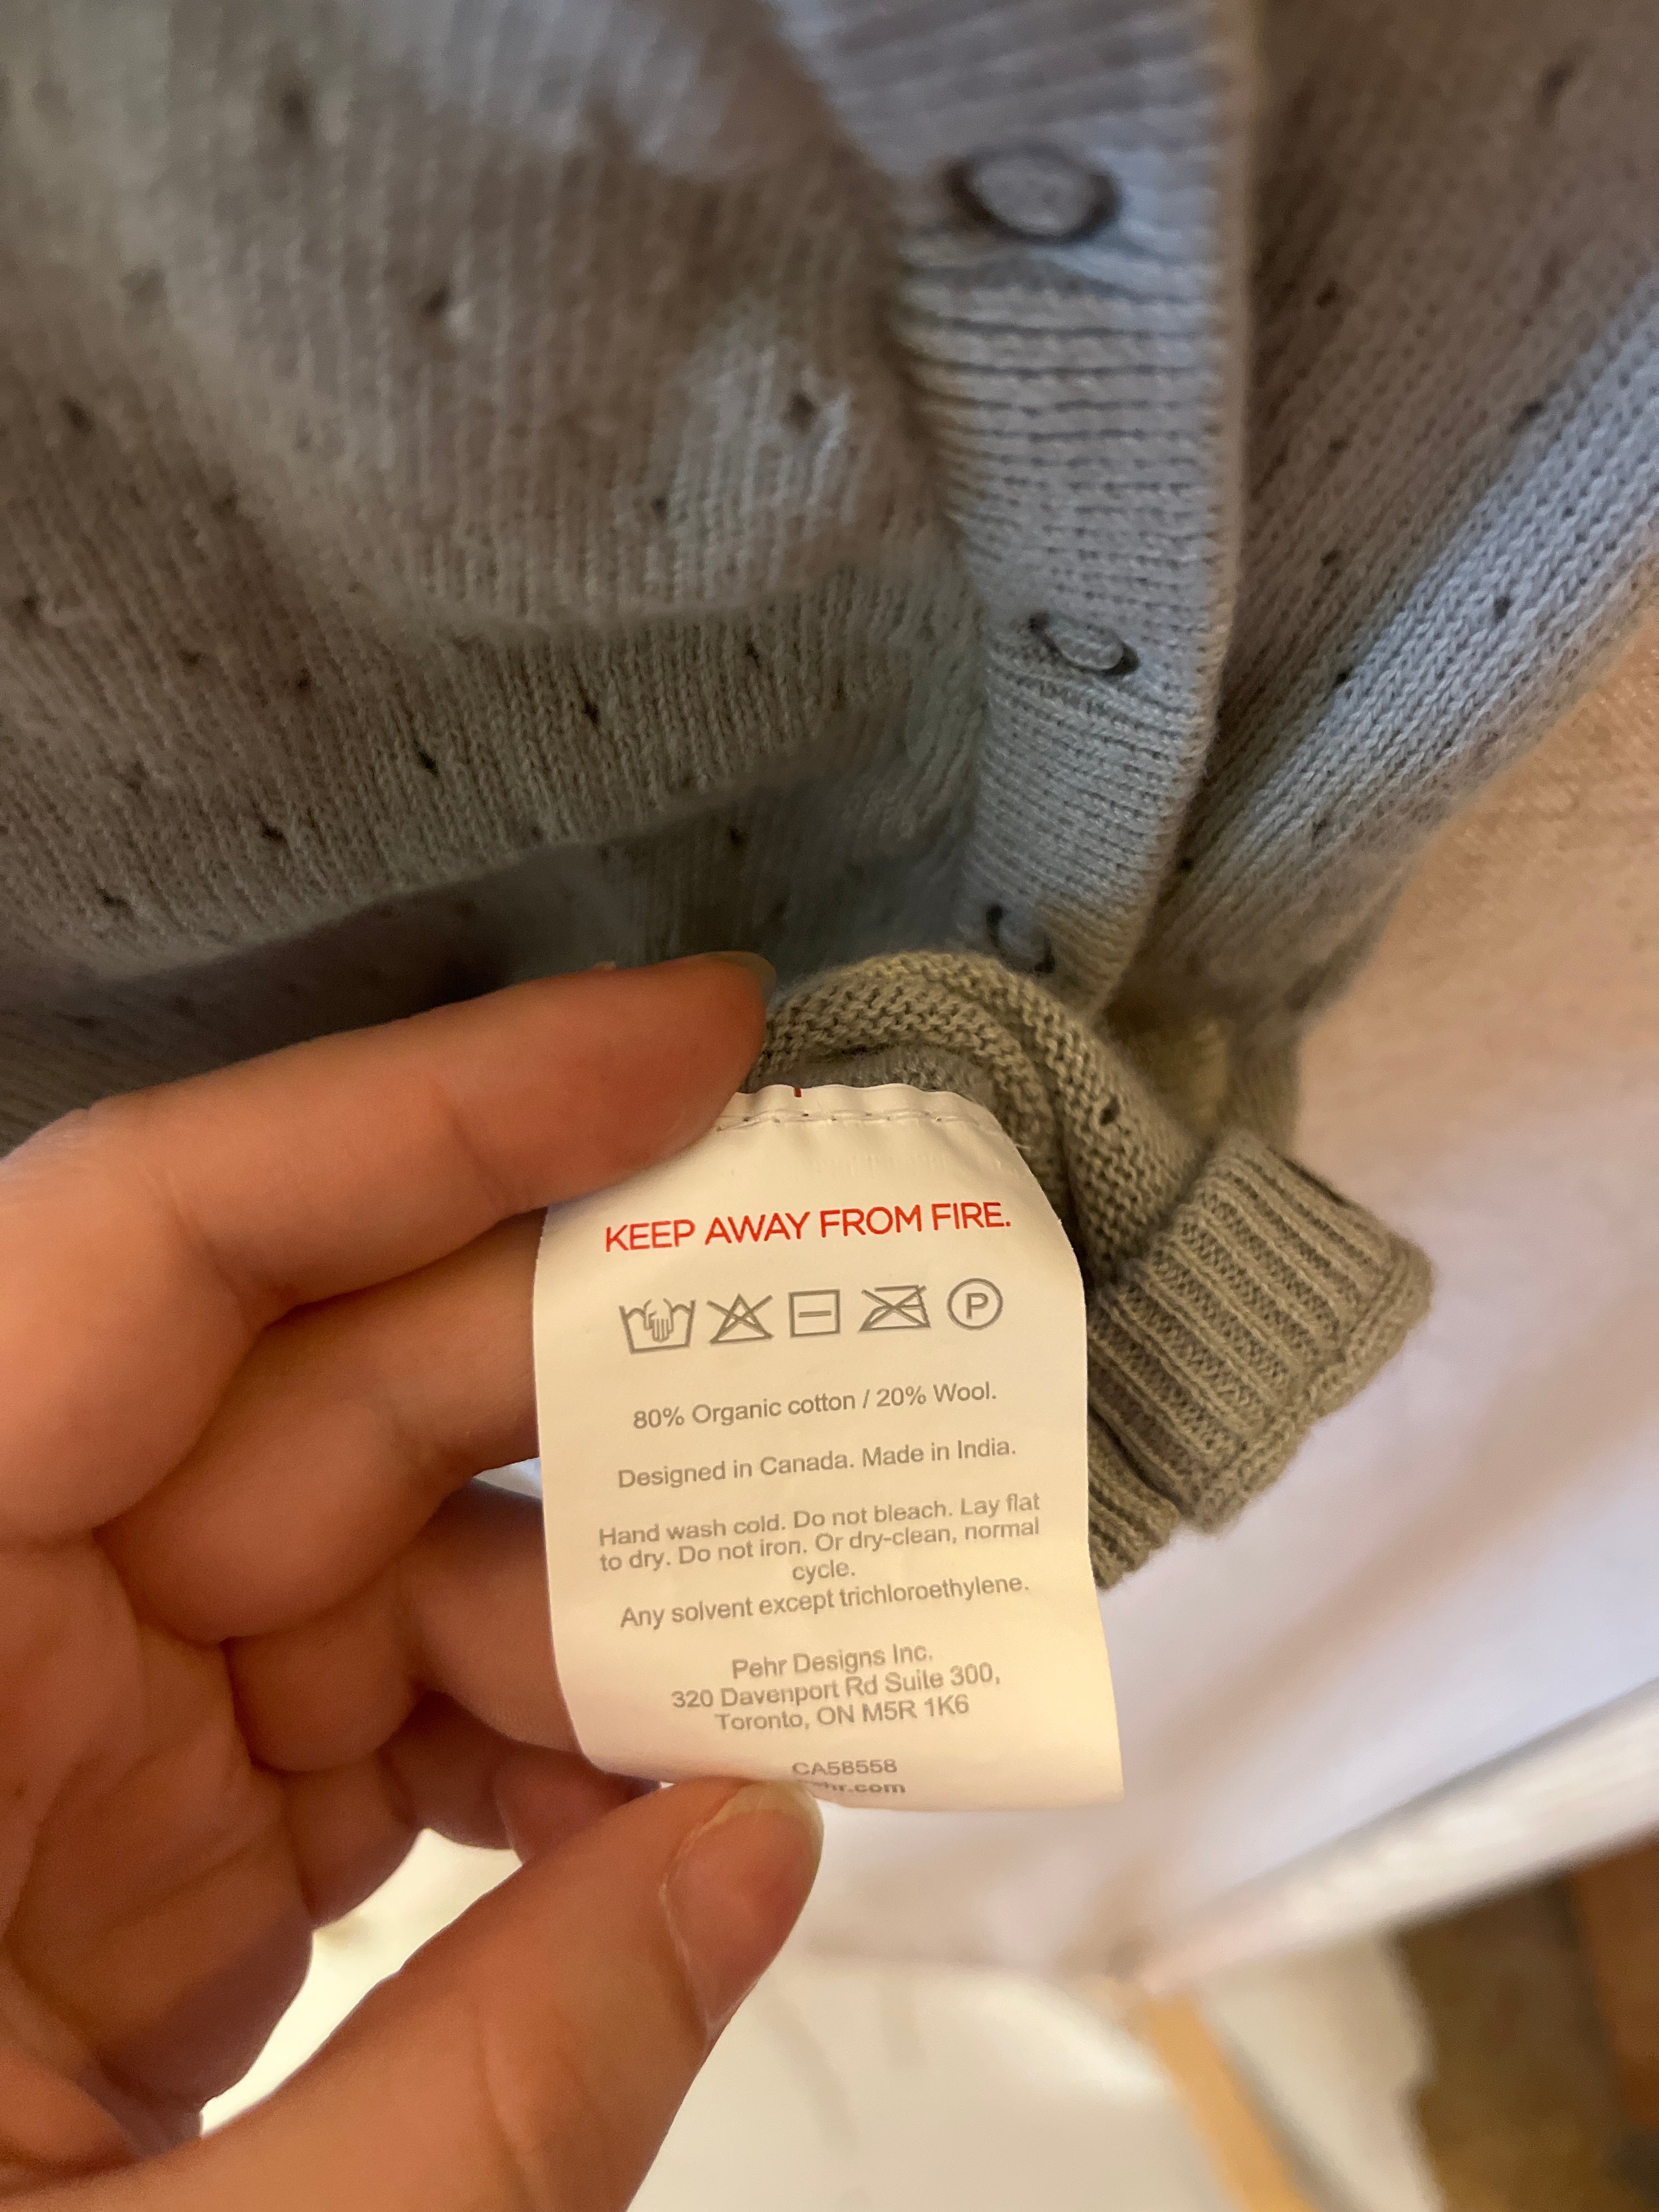 KEEP AWAY FROM FIRE.
P
80% Organic cotton / 20% Wool.
Designed in Canada. Made in India.
Hand wash cold. Do not bleach. Lay flat
to dry. Do not iron. Or dry-clean, normal
cycle.
Any solvent except trichloroethylene.
Pehr Designs Inc.
320 Davenport Rd Suite 300,
Toronto, ON M5R 1K6
CA58558